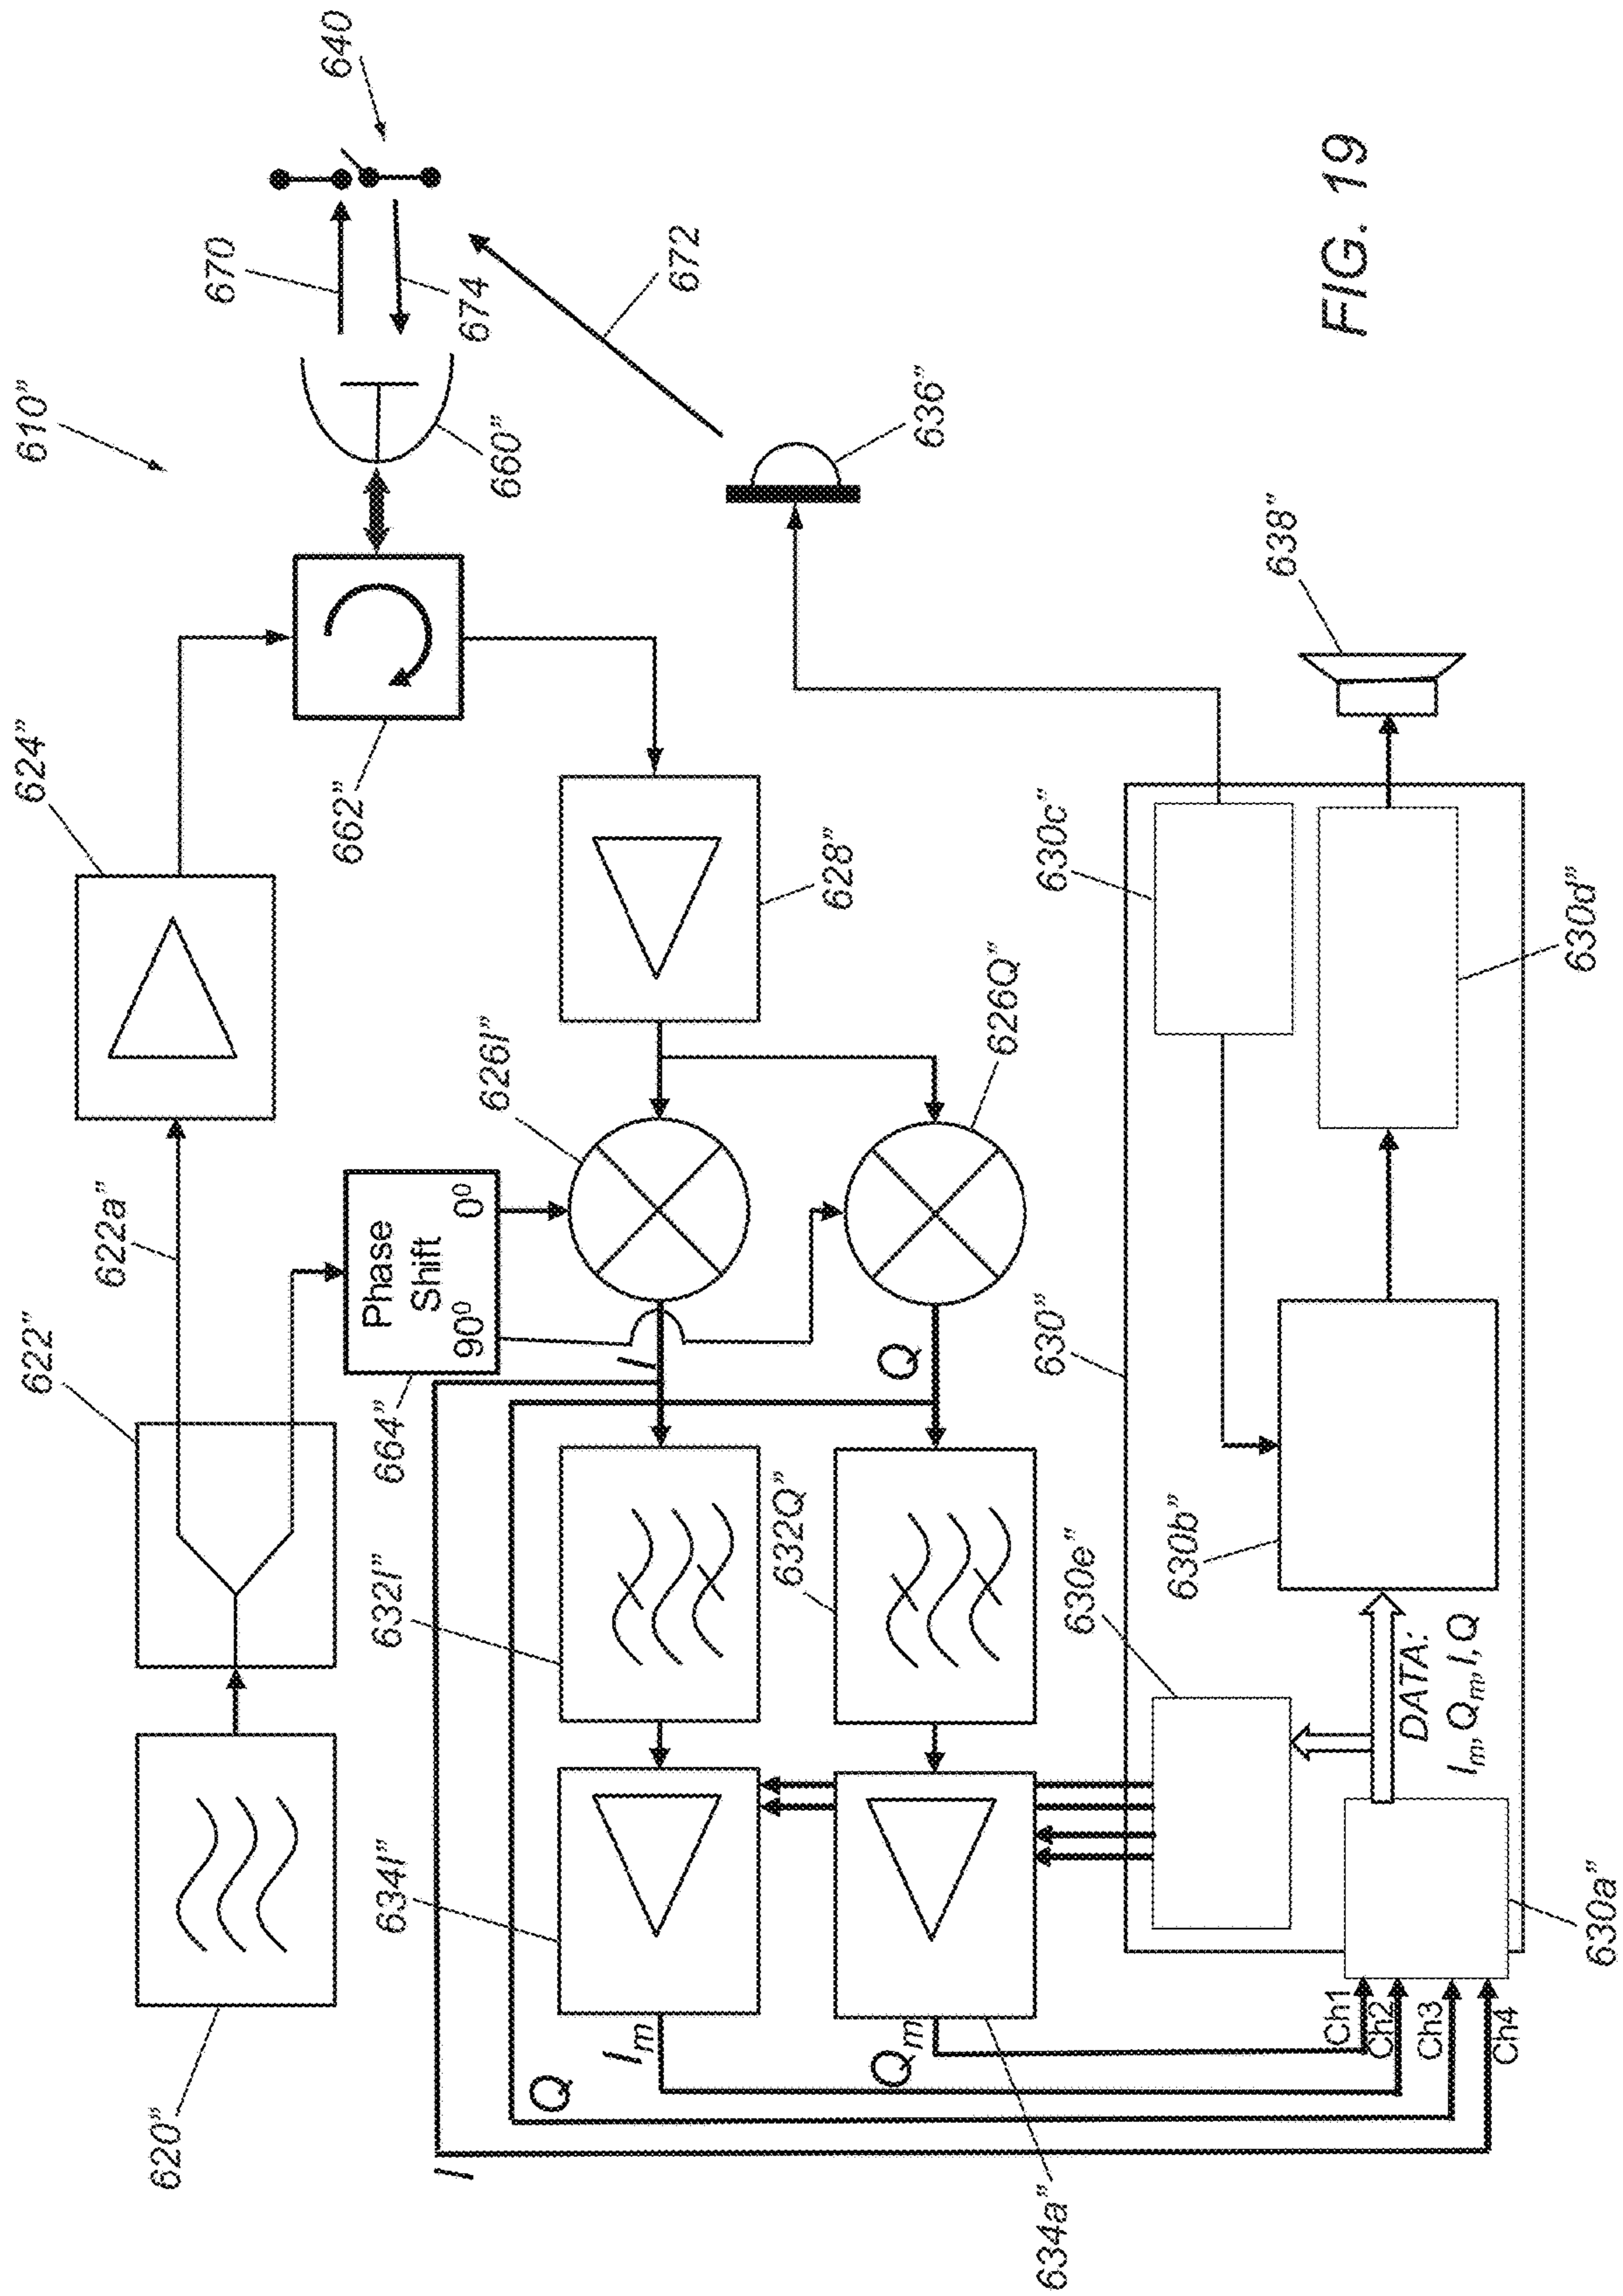 610”
640
670
674
660”
672
636”
624”
662”
628”
638”
622a”
622”
Phase
Shift
90⁰
0⁰
664”
626I”
626Q”
I
Q
620”
632I”
632Q”
634I”
634a”
I
Q
Iₘ
Qₘ
630”
630c”
630d”
630b”
630e”
DATA:
Iₘ, Qₘ, I, Q
Ch1
Ch2
Ch3
Ch4
630a”
FIG. 19